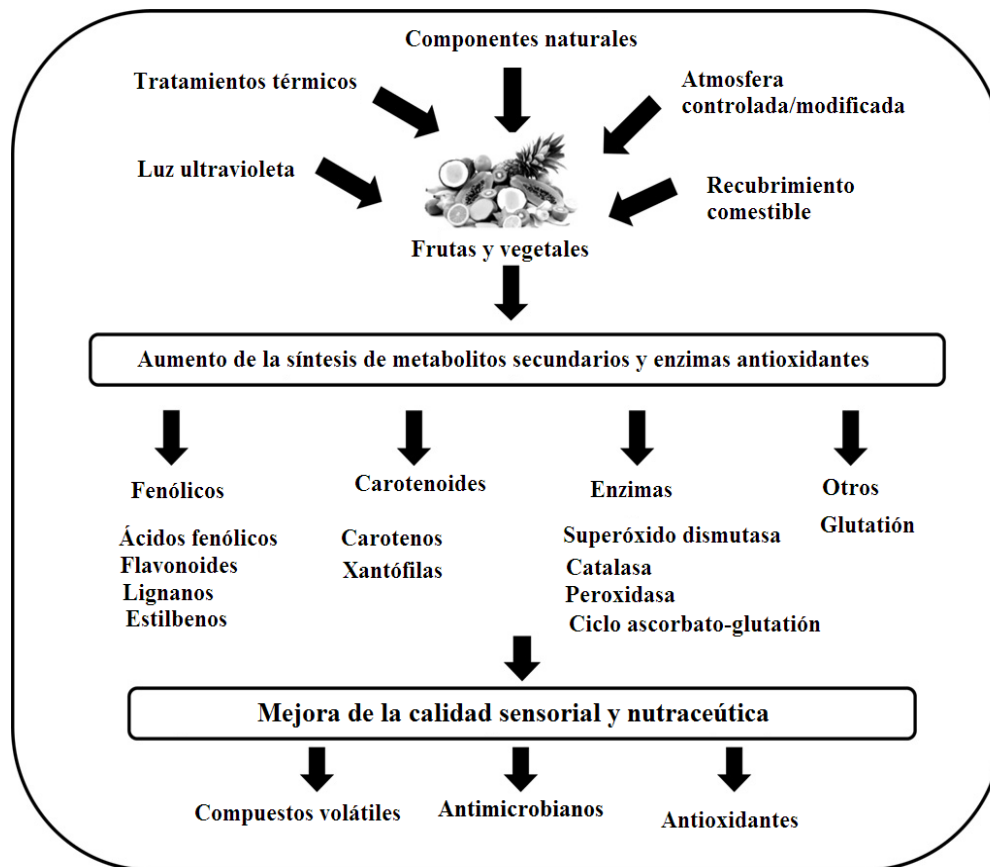 Componentes naturales
Tratamientos térmicos
Atmosfera
controlada/modificada
Luz ultravioleta
Recubrimiento
comestible
Frutas y vegetales
Aumento de la síntesis de metabolitos secundarios y enzimas antioxidantes
Fenólicos
Ácidos fenólicos
Flavonoides
Lignanos
Estilbenos
Carotenoides
Carotenos
Xantófilas
Enzimas
Superóxido dismutasa
Catalasa
Peroxidasa
Ciclo ascorbato-glutatión
Otros
Glutatión
Mejora de la calidad sensorial y nutraceútica
Compuestos volátiles
Antimicrobianos
Antioxidantes